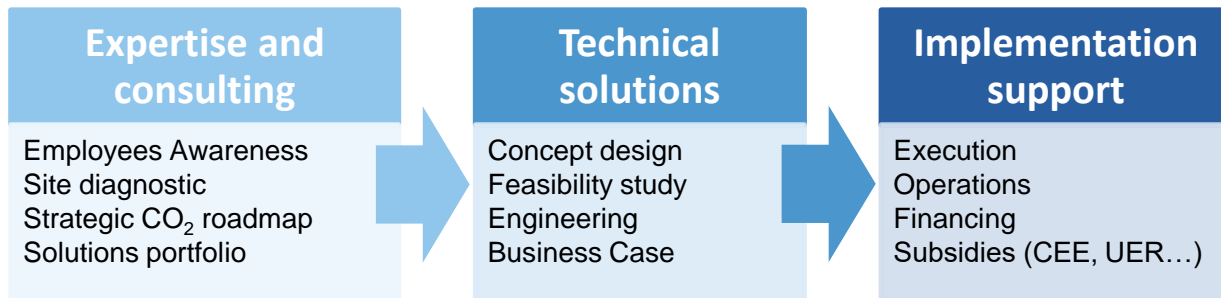 Expertise and
consulting
Employees Awareness
Site diagnostic
Strategic CO₂ roadmap
Solutions portfolio
Technical
solutions
Concept design
Feasibility study
Engineering
Business Case
Implementation
support
Execution
Operations
Financing
Subsidies (CEE, UER…)